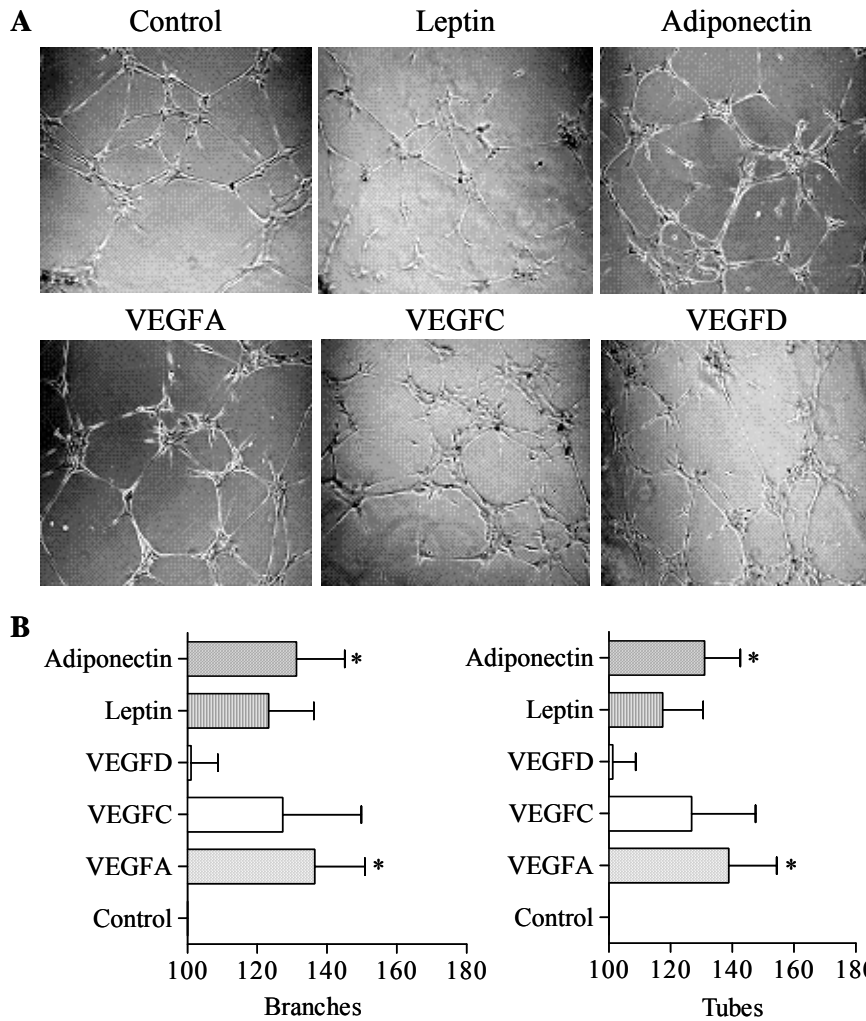 A
Control
Leptin
Adiponectin
VEGFA
VEGFC
VEGFD
B
Adiponectin
*
Leptin
VEGFD
VEGFC
VEGFA
*
Control
100 120 140 160 180
Branches
Adiponectin
*
Leptin
VEGFD
VEGFC
VEGFA
*
Control
100 120 140 160 18
Tubes